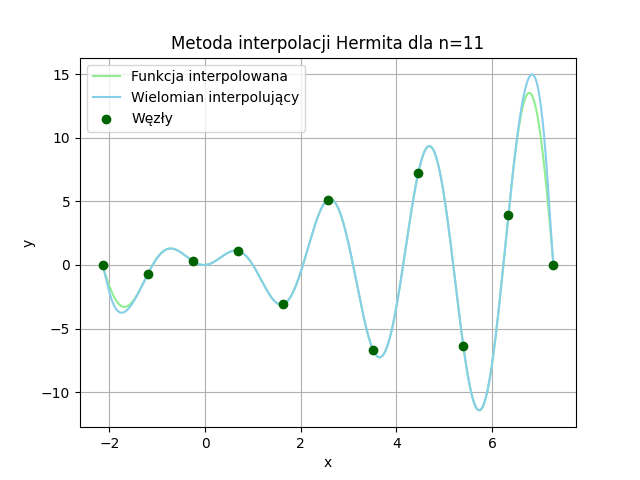 Metoda interpolacji Hermita dla n=11
Funkcja interpolowana
Wielomian interpolujący
Węzły
15
10
5
0
−5
−10
y
−2 0 2 4 6
x